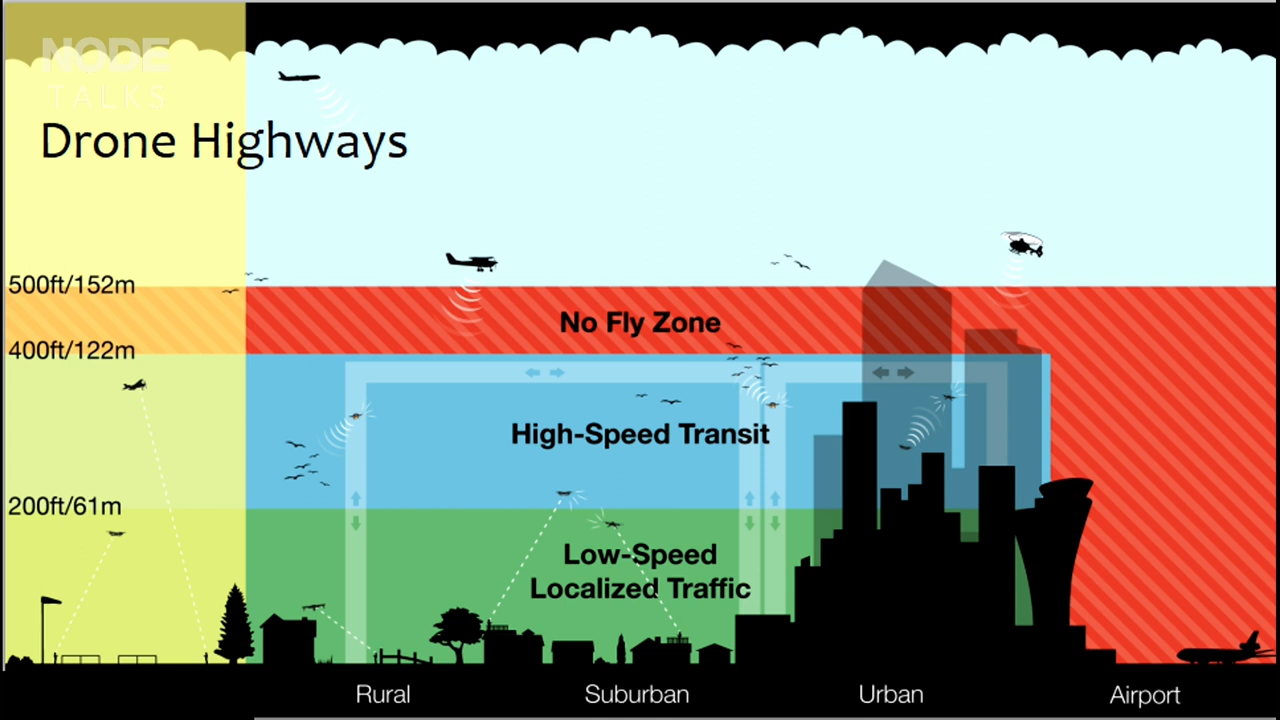 NODE
TALKS
Drone Highways
500ft/152m
No Fly Zone
400ft/122m
High-Speed Transit
200ft/61m
Low-Speed
Localized Traffic
Rural
Suburban
Urban
Airport